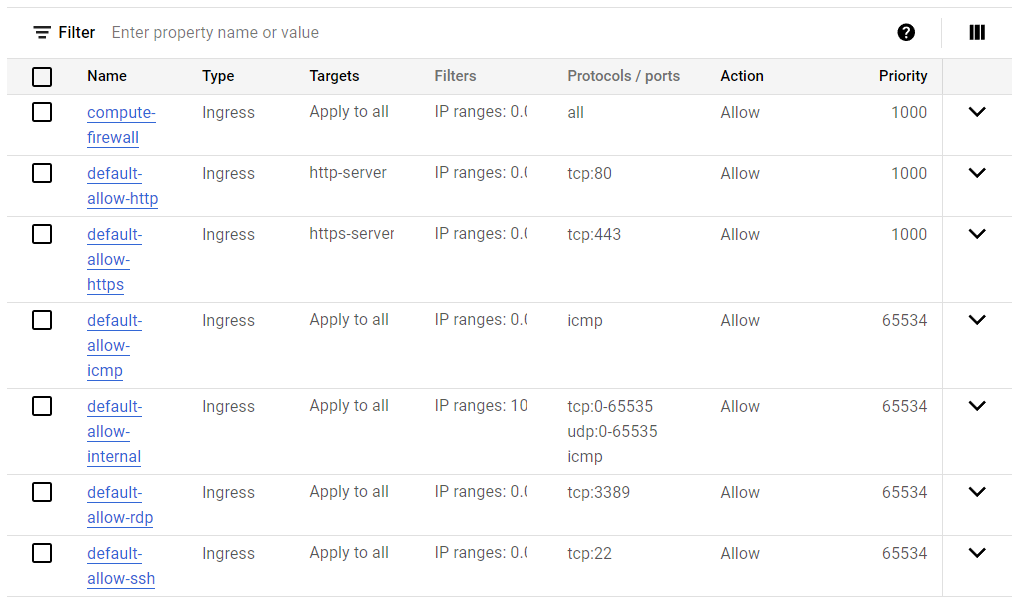 Filter Enter property name or value
Name Type Targets Filters Protocols / ports Action Priority
compute- Ingress Apply to all IP ranges: 0.( all Allow 1000
firewall
default- Ingress http-server IP ranges: 0.( tcp:80 Allow 1000
allow-http
default- Ingress https-server IP ranges: 0.( tcp:443 Allow 1000
allow-
https
default- Ingress Apply to all IP ranges: 0.( icmp Allow 65534
allow-
icmp
default- Ingress Apply to all IP ranges: 10 tcp:0-65535 Allow 65534
allow- udp:0-65535
internal icmp
default- Ingress Apply to all IP ranges: 0.( tcp:3389 Allow 65534
allow-rdp
default- Ingress Apply to all IP ranges: 0.( tcp:22 Allow 65534
allow-ssh